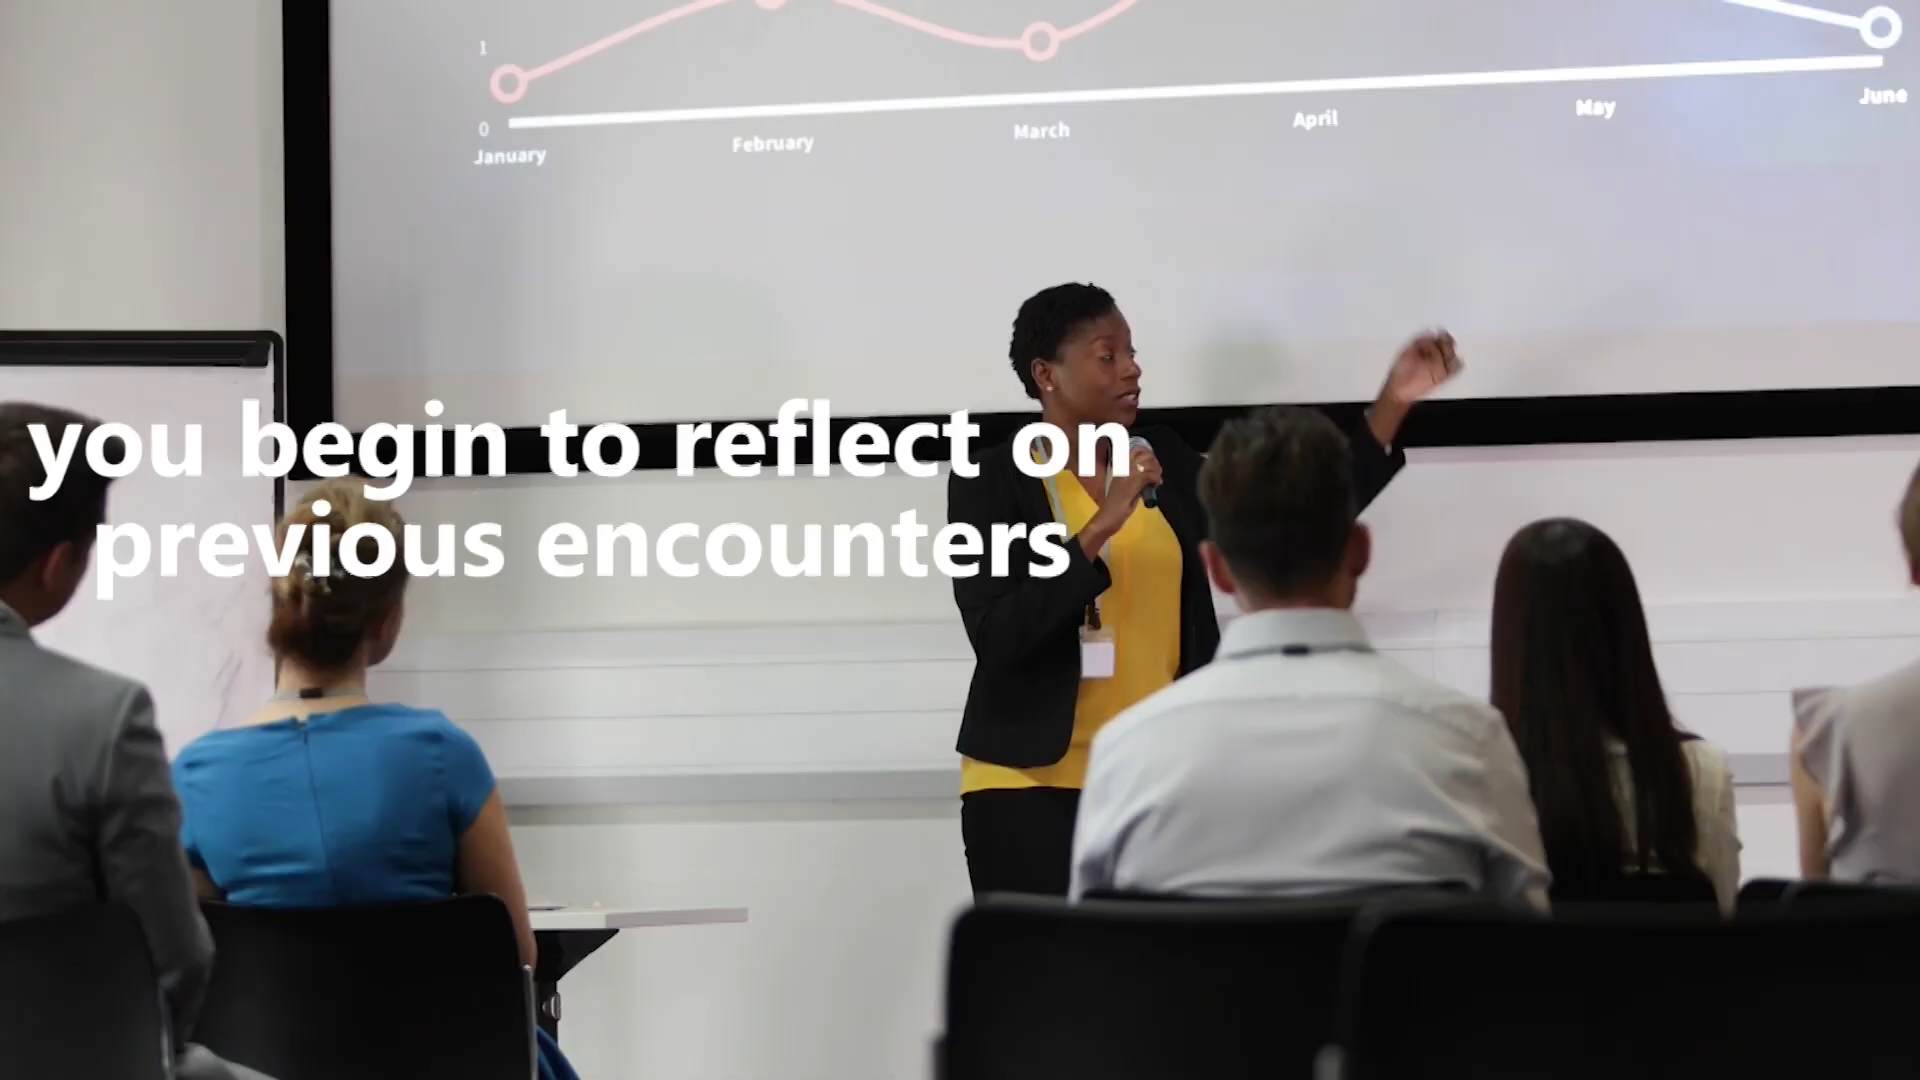 1
0
January
February
March
April
May
June
you begin to reflect on
previous encounters